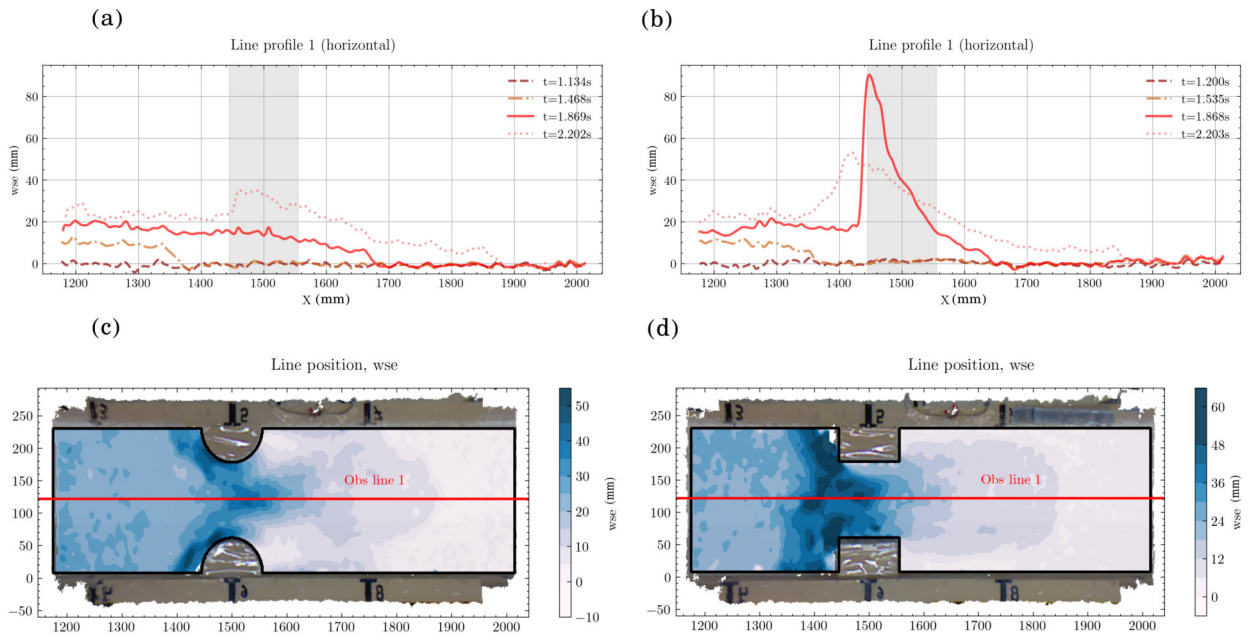 (a)
Line profile 1 (horizontal)
t=1.134s
t=1.468s
t=1.869s
t=2.202s
80
60
40
20
0
wse (mm)
1200 1300 1400 1500 1600 1700 1800 1900 2000
X (mm)
(b)
Line profile 1 (horizontal)
t=1.200s
t=1.535s
t=1.868s
t=2.203s
80
60
40
20
0
wse (mm)
1200 1300 1400 1500 1600 1700 1800 1900 2000
X (mm)
(c)
Line position, wse
250
200
150
100
50
0
−50
Obs line 1
T8
1200 1300 1400 1500 1600 1700 1800 1900 2000
50
40
30
20
10
0
−10
wse (mm)
(d)
Line position, wse
250
200
150
100
50
0
−50
Obs line 1
1200 1300 1400 1500 1600 1700 1800 1900 2000
60
48
36
24
12
0
wse (mm)